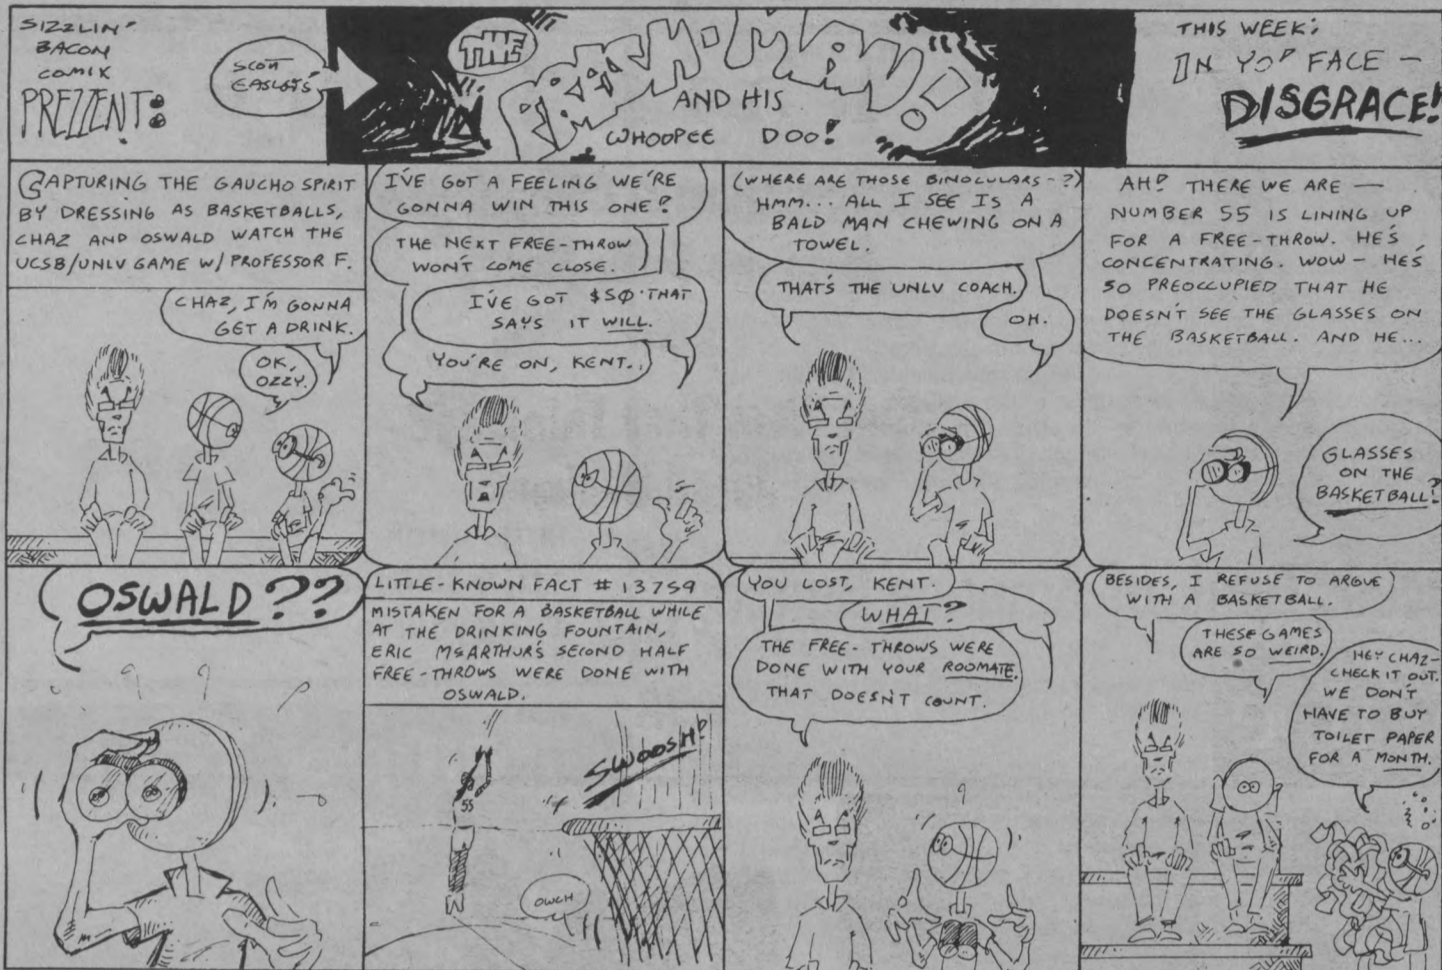 SIZZLIN'
BACON
COMIX
PREZZENT:
SCOTT
EASLEY'S
THE
FRESH-MAN!
AND HIS
WHOOPEE DOO!
THIS WEEK:
IN YO' FACE -
DISGRACE!
CAPTURING THE GAUCHO SPIRIT
BY DRESSING AS BASKETBALLS,
CHAZ AND OSWALD WATCH THE
UCSB/UNLV GAME W/ PROFESSOR F.
CHAZ, I'M GONNA
GET A DRINK.
OK,
OZZY.
I'VE GOT A FEELING WE'RE
GONNA WIN THIS ONE!
THE NEXT FREE-THROW
WON'T COME CLOSE.
I'VE GOT $50 THAT
SAYS IT WILL.
YOU'RE ON, KENT.
(WHERE ARE THOSE BINOCULARS - ?)
HMM... ALL I SEE IS A
BALD MAN CHEWING ON A
TOWEL.
THAT'S THE UNLV COACH.
OH.
AH! THERE WE ARE —
NUMBER 55 IS LINING UP
FOR A FREE-THROW. HE'S
CONCENTRATING. WOW - HE'S
SO PREOCCUPIED THAT HE
DOESN'T SEE THE GLASSES ON
THE BASKETBALL. AND HE...
GLASSES
ON THE
BASKETBALL?
OSWALD??
LITTLE-KNOWN FACT # 13759
MISTAKEN FOR A BASKETBALL WHILE
AT THE DRINKING FOUNTAIN,
ERIC McARTHUR'S SECOND HALF
FREE-THROWS WERE DONE WITH
OSWALD.
55
SWOOSH!
OWCH
YOU LOST, KENT.
WHAT?
THE FREE-THROWS WERE
DONE WITH YOUR ROOMATE.
THAT DOESN'T COUNT.
BESIDES, I REFUSE TO ARGUE
WITH A BASKETBALL.
THESE GAMES
ARE SO WEIRD.
HEY CHAZ-
CHECK IT OUT.
WE DON'T
HAVE TO BUY
TOILET PAPER
FOR A MONTH.